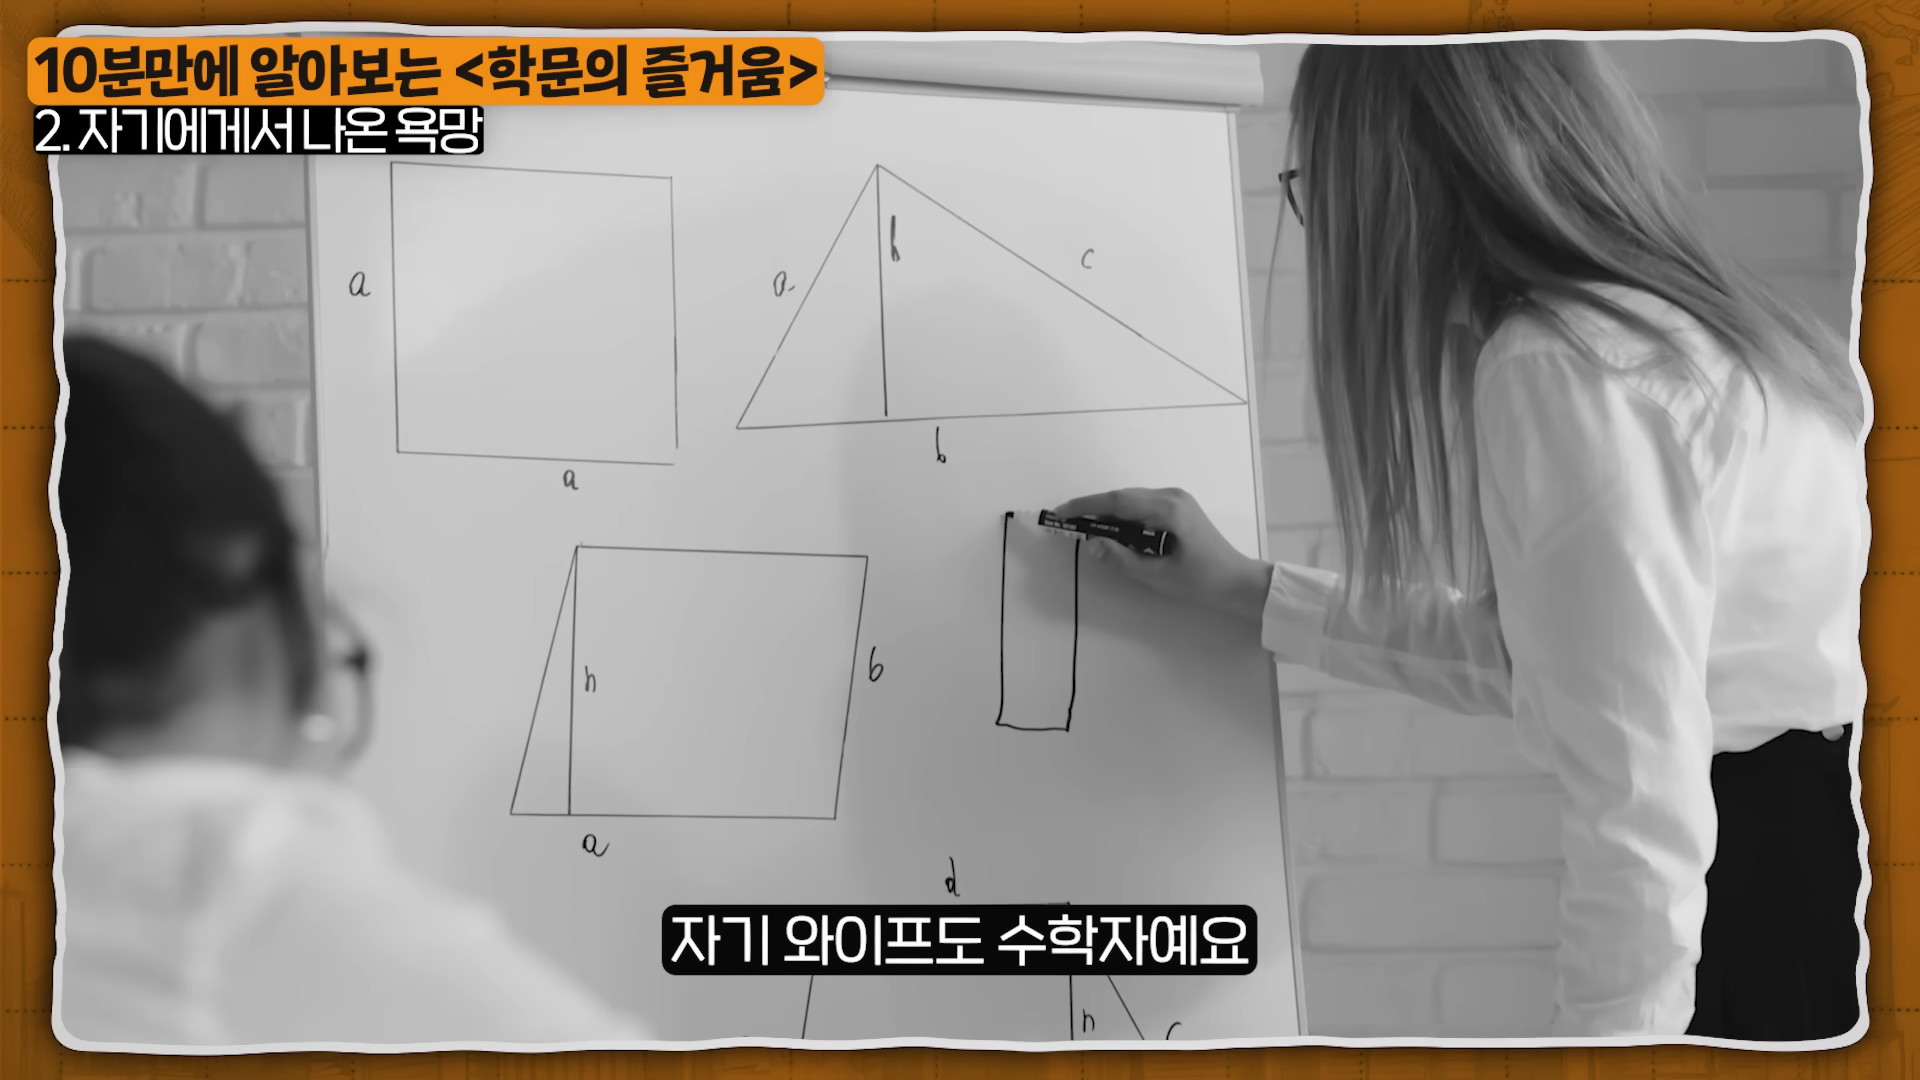 10분만에 알아보는 <학문의 즐거움>
2. 자기에게서 나온 욕망
a
a
a
h
c
b
h
b
a
d
자기 와이프도 수학자예요
h
c